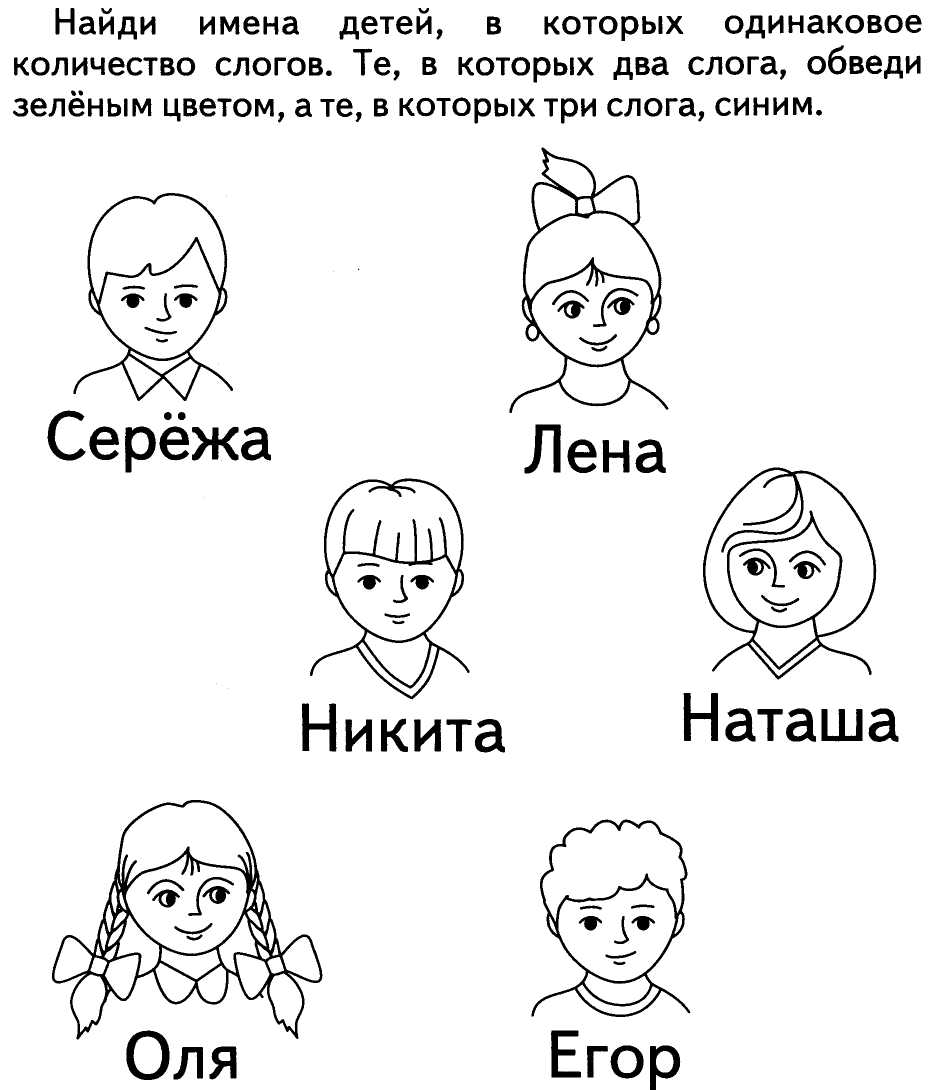 Найди имена детей, в которых одинаковое
количество слогов. Те, в которых два слога, обведи
зелёным цветом, а те, в которых три слога, синим.
Серёжа
Лена
Никита
Наташа
Оля
Егор